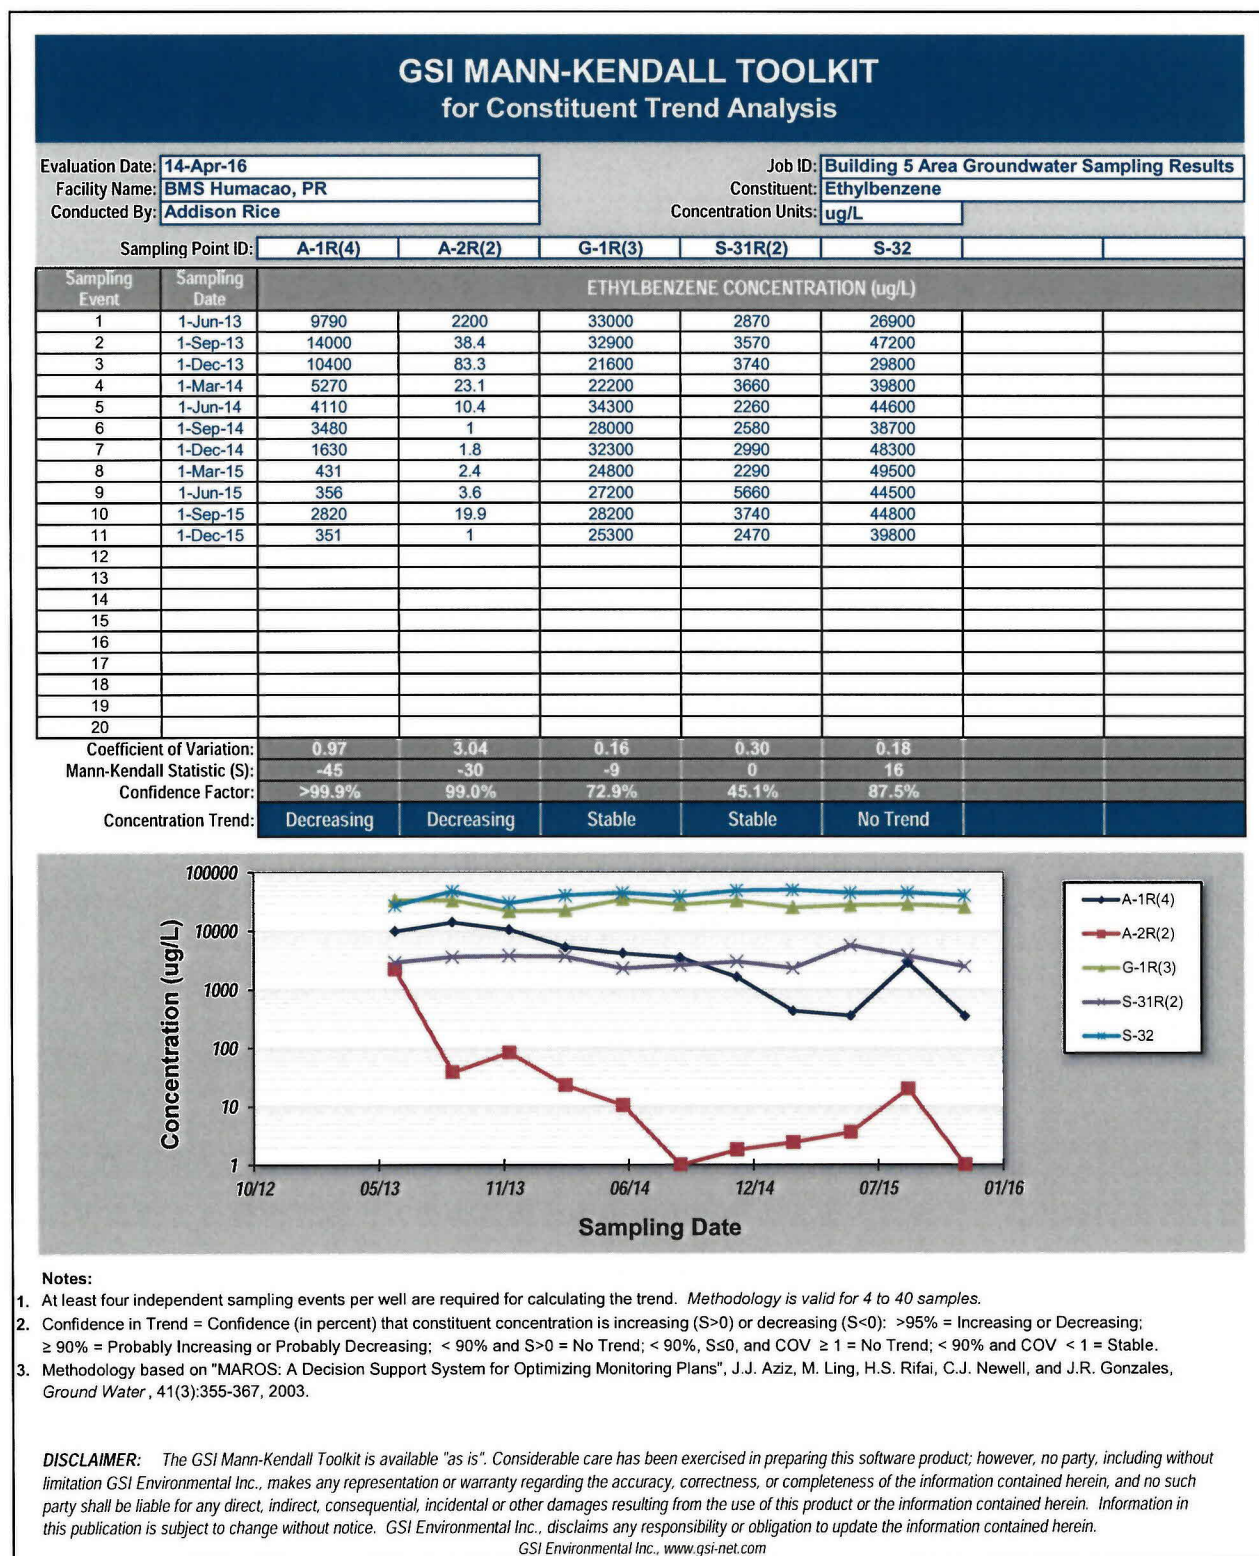 GSI MANN-KENDALL TOOLKIT
for Constituent Trend Analysis
Evaluation Date: 14-Apr-16 Job ID: Building 5 Area Groundwater Sampling Results
Facility Name: BMS Humacao, PR Constituent: Ethylbenzene
Conducted By: Addison Rice Concentration Units: ug/L
Sampling Point ID: A-1R(4) A-2R(2) G-1R(3) S-31R(2) S-32
Sampling Event Sampling Date ETHYLBENZENE CONCENTRATION (ug/L)
1 1-Jun-13 9790 2200 33000 2870 26900
2 1-Sep-13 14000 38.4 32900 3570 47200
3 1-Dec-13 10400 83.3 21600 3740 29800
4 1-Mar-14 5270 23.1 22200 3660 39800
5 1-Jun-14 4110 10.4 34300 2260 44600
6 1-Sep-14 3480 1 28000 2580 38700
7 1-Dec-14 1630 1.8 32300 2990 48300
8 1-Mar-15 431 2.4 24800 2290 49500
9 1-Jun-15 356 3.6 27200 5660 44500
10 1-Sep-15 2820 19.9 28200 3740 44800
11 1-Dec-15 351 1 25300 2470 39800
12
13
14
15
16
17
18
19
20
Coefficient of Variation: 0.97 3.04 0.16 0.30 0.18
Mann-Kendall Statistic (S): -45 -30 -9 0 16
Confidence Factor: >99.9% 99.0% 72.9% 45.1% 87.5%
Concentration Trend: Decreasing Decreasing Stable Stable No Trend
Concentration (ug/L)
100000
10000
1000
100
10
1
10/12 05/13 11/13 06/14 12/14 07/15 01/16
Sampling Date
A-1R(4)
A-2R(2)
G-1R(3)
S-31R(2)
S-32
Notes:
1. At least four independent sampling events per well are required for calculating the trend. Methodology is valid for 4 to 40 samples.
2. Confidence in Trend = Confidence (in percent) that constituent concentration is increasing (S>0) or decreasing (S<0): >95% = Increasing or Decreasing;
≥ 90% = Probably Increasing or Probably Decreasing; < 90% and S>0 = No Trend; < 90%, S≤0, and COV ≥ 1 = No Trend; < 90% and COV < 1 = Stable.
3. Methodology based on "MAROS: A Decision Support System for Optimizing Monitoring Plans", J.J. Aziz, M. Ling, H.S. Rifai, C.J. Newell, and J.R. Gonzales,
Ground Water, 41(3):355-367, 2003.
DISCLAIMER: The GSI Mann-Kendall Toolkit is available "as is". Considerable care has been exercised in preparing this software product; however, no party, including without
limitation GSI Environmental Inc., makes any representation or warranty regarding the accuracy, correctness, or completeness of the information contained herein, and no such
party shall be liable for any direct, indirect, consequential, incidental or other damages resulting from the use of this product or the information contained herein. Information in
this publication is subject to change without notice. GSI Environmental Inc., disclaims any responsibility or obligation to update the information contained herein.
GSI Environmental Inc., www.gsi-net.com